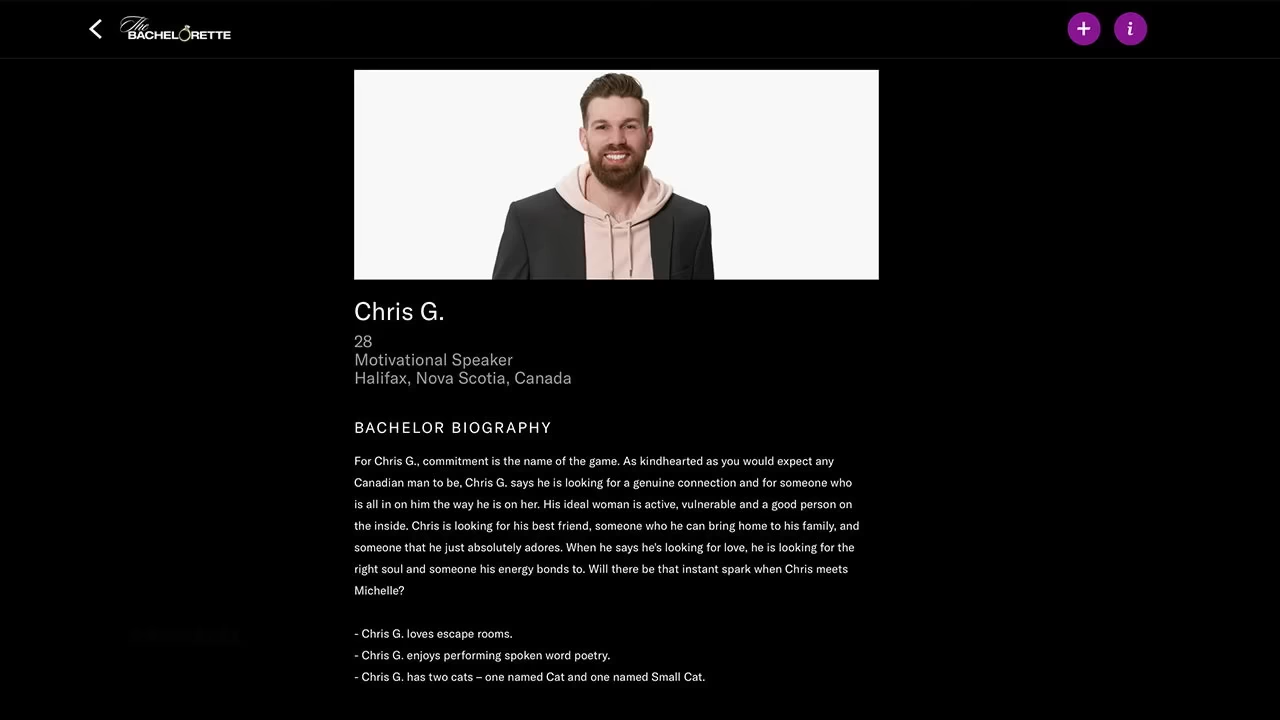 The
BACHELORETTE
Chris G.
28
Motivational Speaker
Halifax, Nova Scotia, Canada
BACHELOR BIOGRAPHY
For Chris G., commitment is the name of the game. As kindhearted as you would expect any
Canadian man to be, Chris G. says he is looking for a genuine connection and for someone who
is all in on him the way he is on her. His ideal woman is active, vulnerable and a good person on
the inside. Chris is looking for his best friend, someone who he can bring home to his family, and
someone that he just absolutely adores. When he says he's looking for love, he is looking for the
right soul and someone his energy bonds to. Will there be that instant spark when Chris meets
Michelle?
- Chris G. loves escape rooms.
- Chris G. enjoys performing spoken word poetry.
- Chris G. has two cats – one named Cat and one named Small Cat.